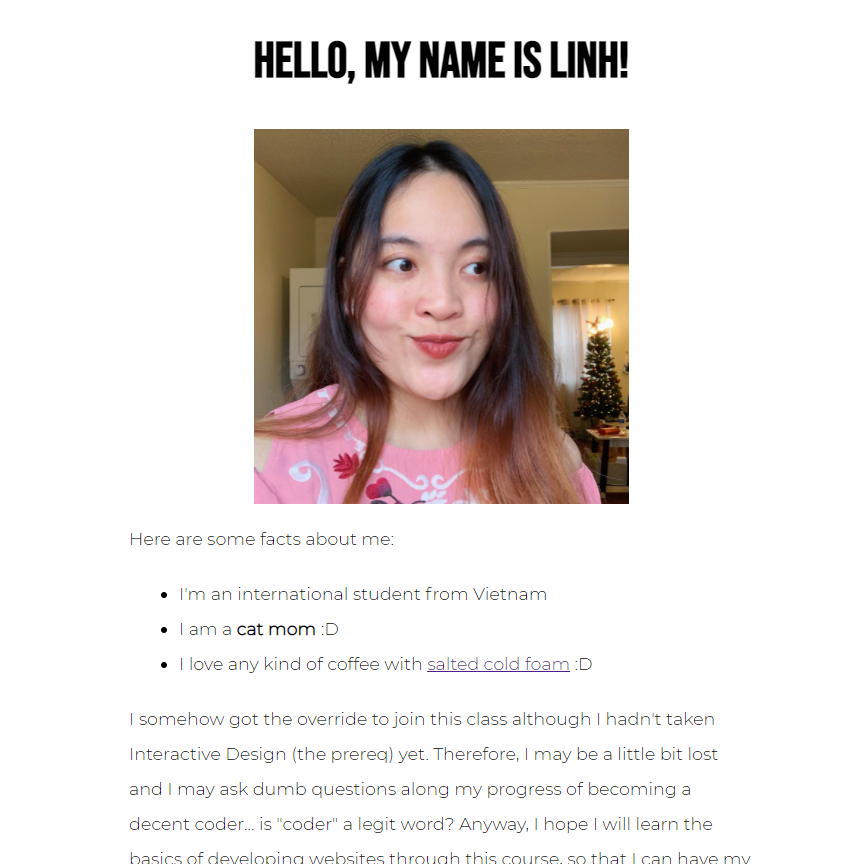 HELLO, MY NAME IS LINH!
Here are some facts about me:
I'm an international student from Vietnam
I am a cat mom :D
I love any kind of coffee with salted cold foam :D
I somehow got the override to join this class although I hadn't taken
Interactive Design (the prereq) yet. Therefore, I may be a little bit lost
and I may ask dumb questions along my progress of becoming a
decent coder... is "coder" a legit word? Anyway, I hope I will learn the
basics of developing websites through this course, so that I can have my